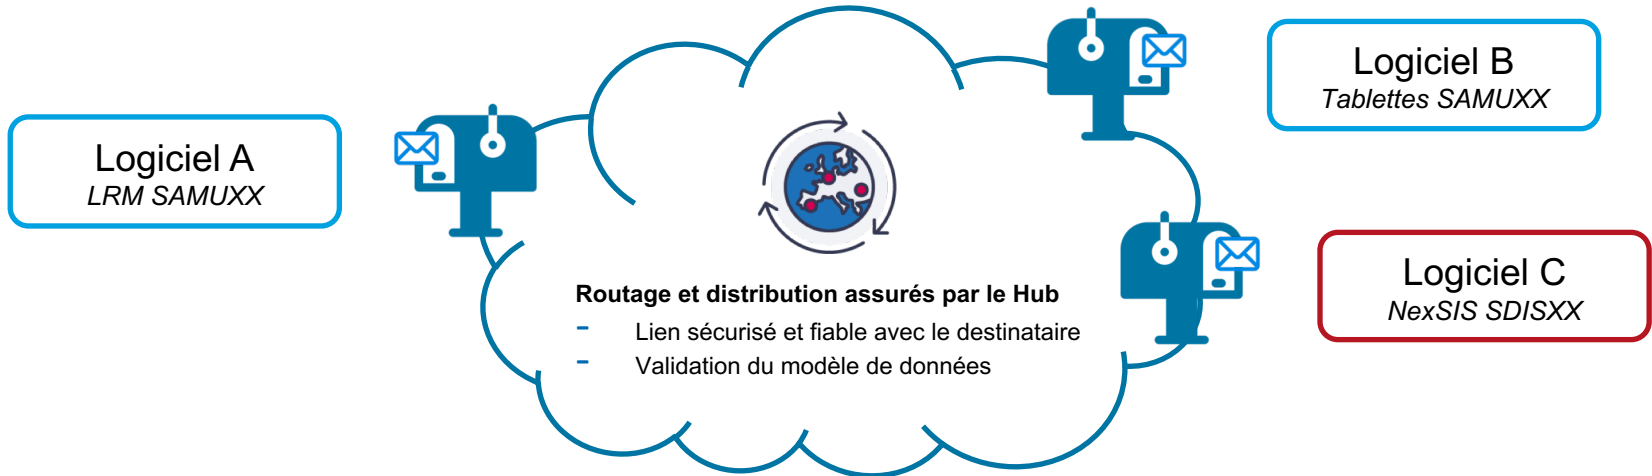 Logiciel A
LRM SAMUXX
Logiciel B
Tablettes SAMUXX
Logiciel C
NexSIS SDISXX
Routage et distribution assurés par le Hub
- Lien sécurisé et fiable avec le destinataire
- Validation du modèle de données